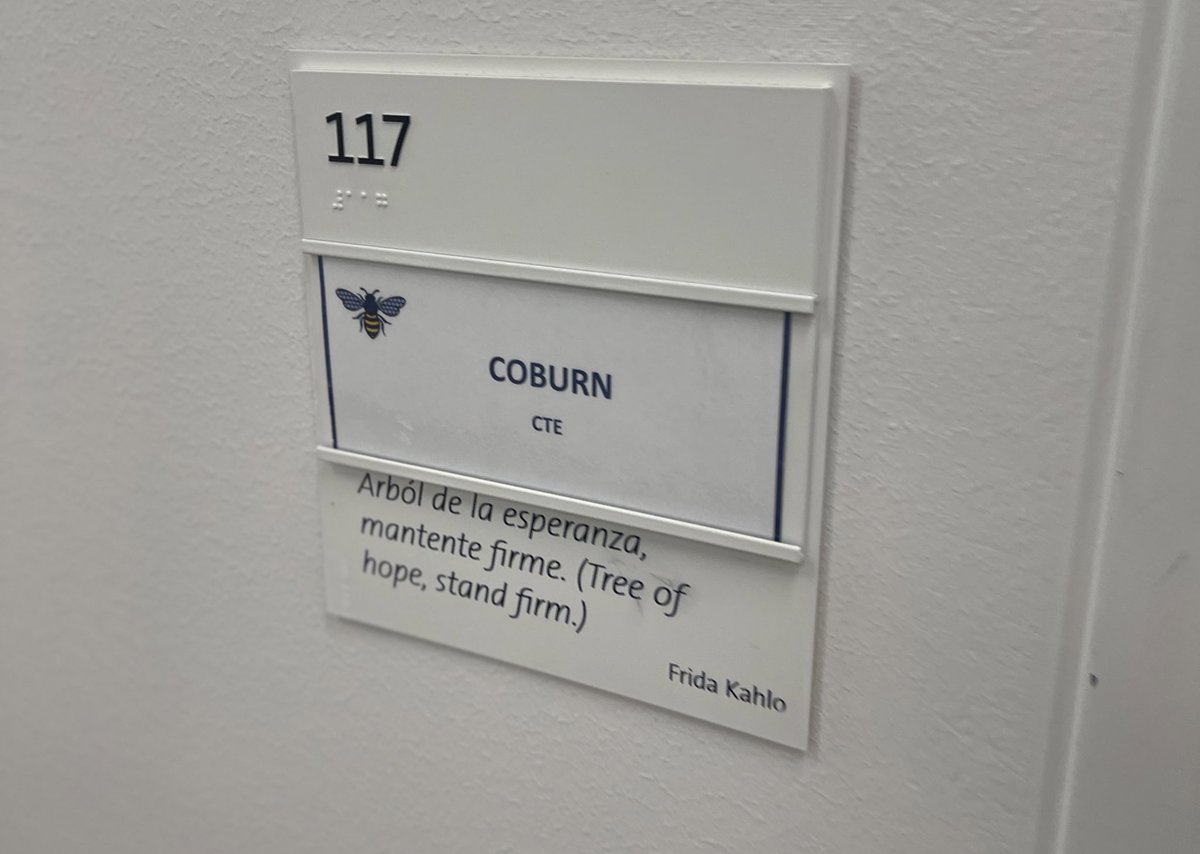 117
COBURN
CTE
Arból de la esperanza,
mantente firme. (Tree of
hope, stand firm.)
Frida Kahlo